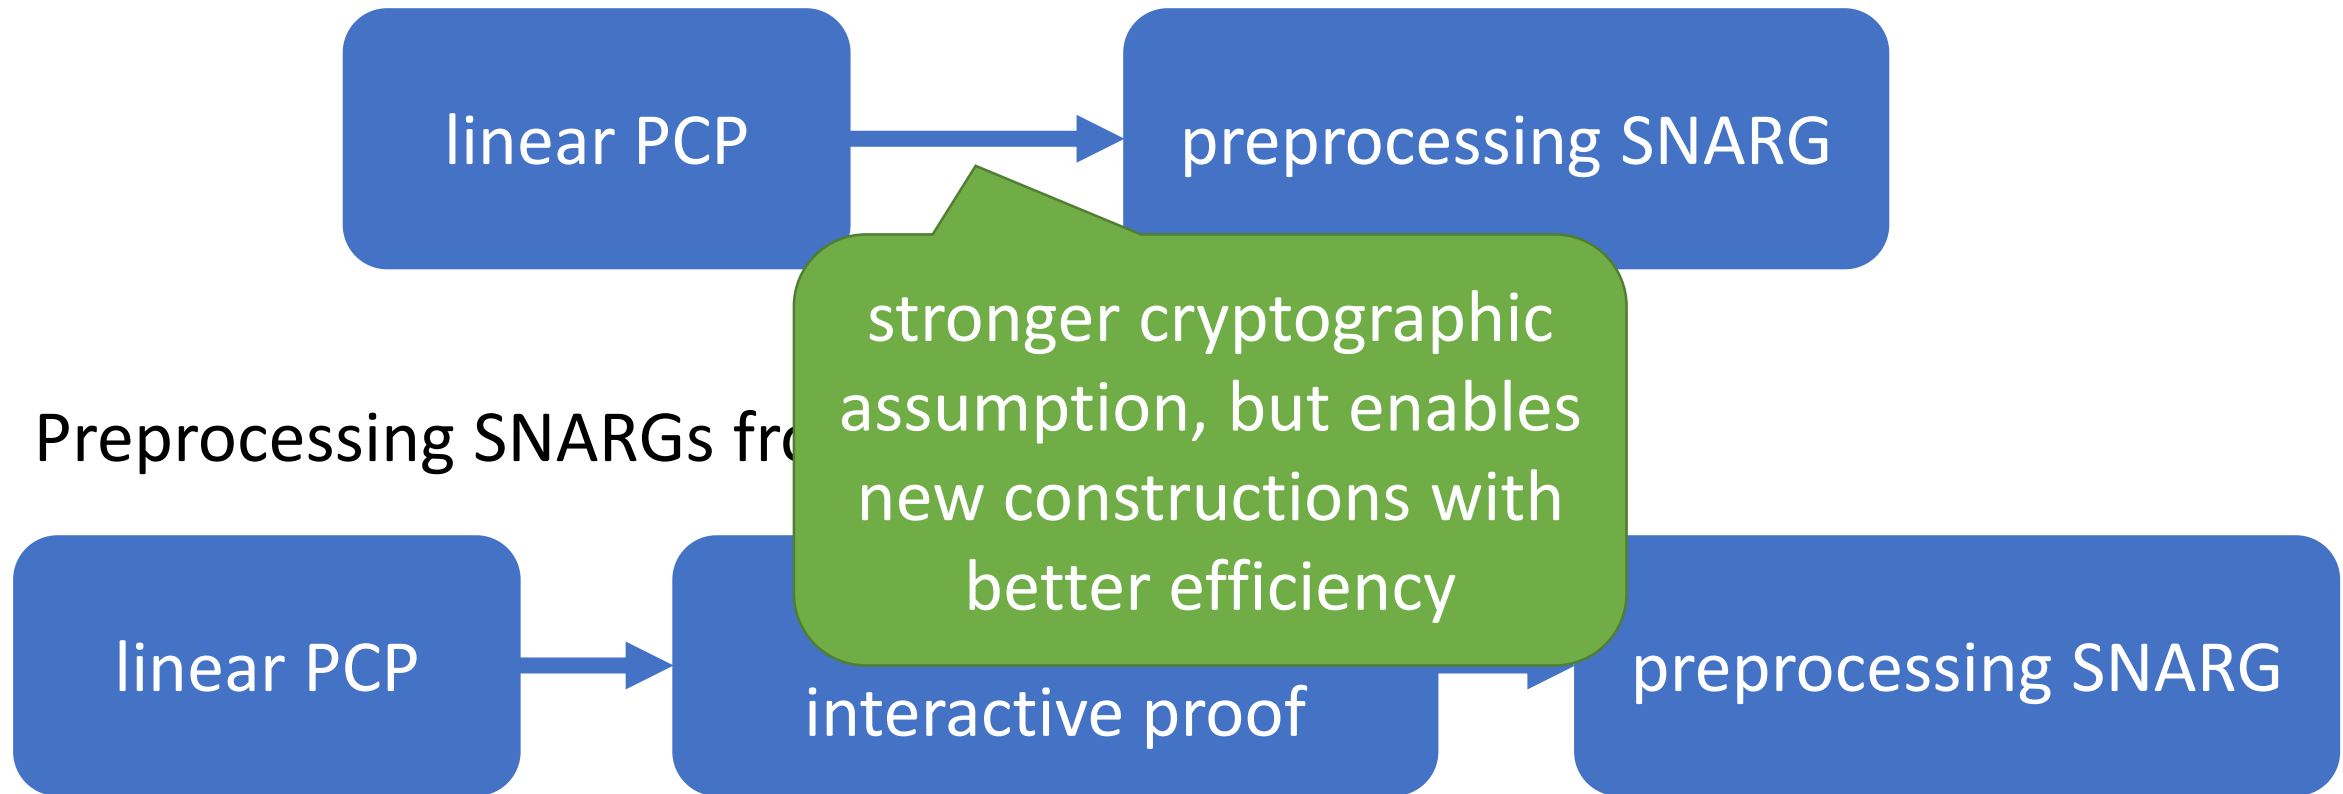 linear PCP
preprocessing SNARG
stronger cryptographic
assumption, but enables
new constructions with
better efficiency
Preprocessing SNARGs
linear PCP
interactive proof
preprocessing SNARG